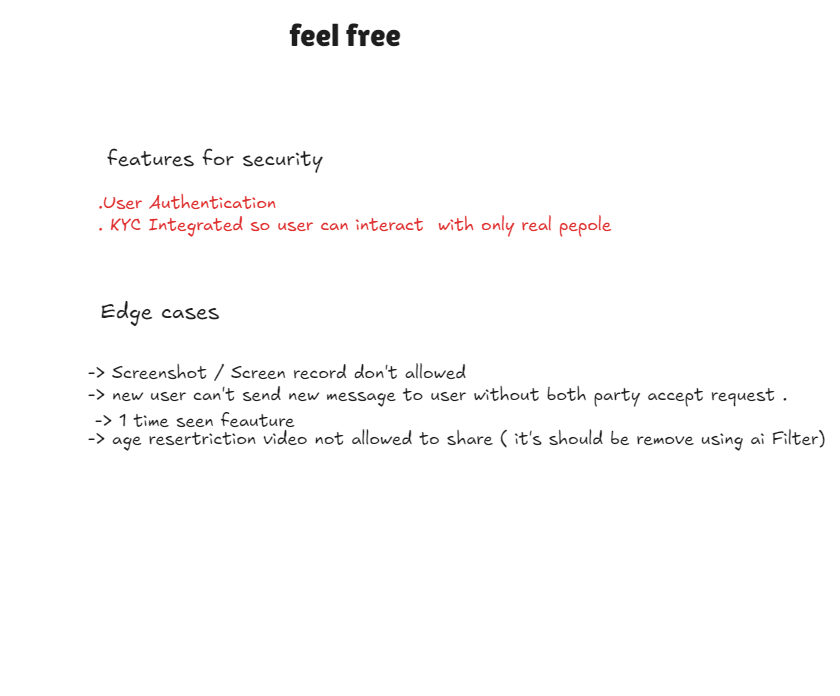 feel free
features for security
.User Authentication
. KYC Integrated so user can interact with only real pepole
Edge cases
-> Screenshot / Screen record don't allowed
-> new user can't send new message to user without both party accept request .
-> 1 time seen feauture
-> age resertriction video not allowed to share ( it's should be remove using ai Filter)